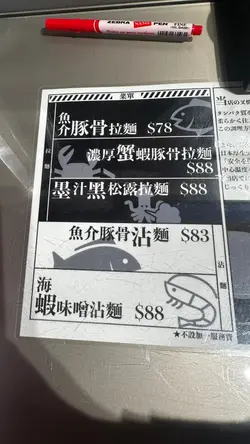 ZEBRA PEN FINE
菜單
魚介豚骨拉麵 $78
濃厚蟹蝦豚骨拉麵
$88
墨汁黑松露拉麵 $88
拉麵
魚介豚骨沾麵 $83
沾麵
海蝦味噌沾麵 $88
★不設加一服務費